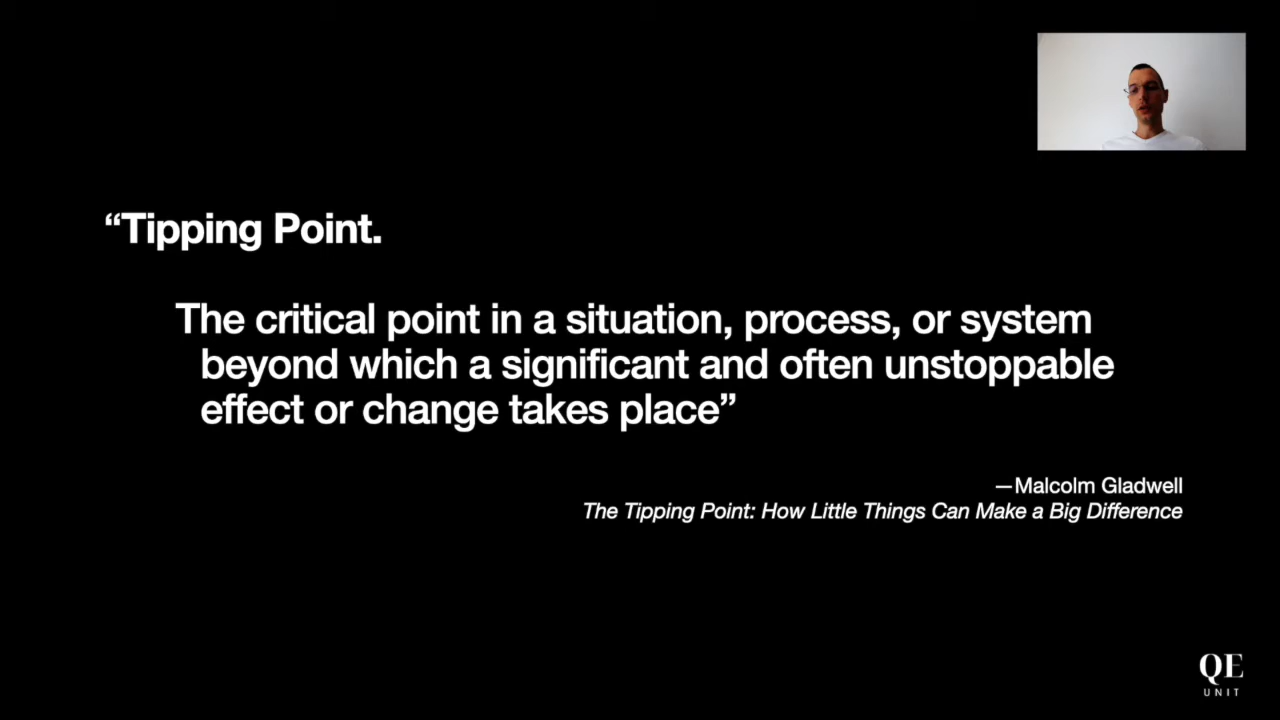 “Tipping Point.
The critical point in a situation, process, or system
beyond which a significant and often unstoppable
effect or change takes place”
—Malcolm Gladwell
The Tipping Point: How Little Things Can Make a Big Difference
QE
UNIT